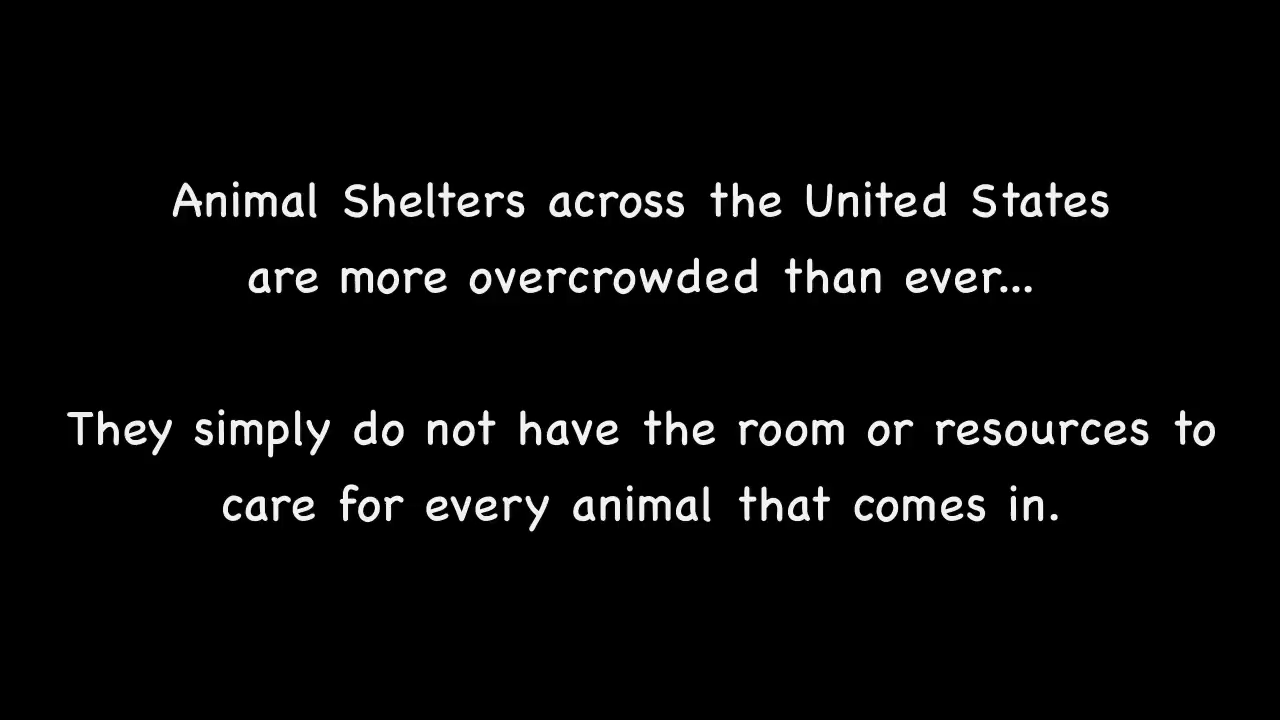 Animal Shelters across the United States
are more overcrowded than ever...
They simply do not have the room or resources to
care for every animal that comes in.